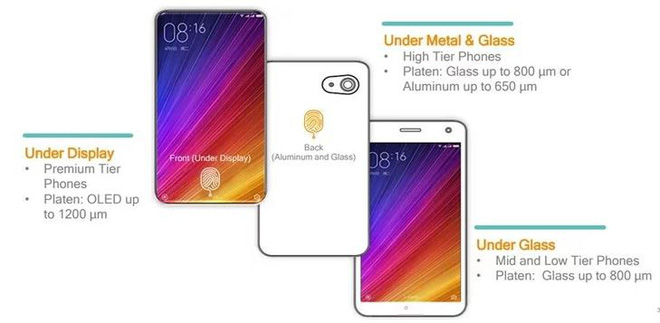 08:16
Under Metal & Glass
• High Tier Phones
• Platen: Glass up to 800 µm or
Aluminum up to 650 µm
Under Display
• Premium Tier
Phones
• Platen: OLED up
to 1200 µm
Front (Under Display)
Back
(Aluminum and Glass)
08:16
Under Glass
• Mid and Low Tier Phones
• Platen: Glass up to 800 µm
3